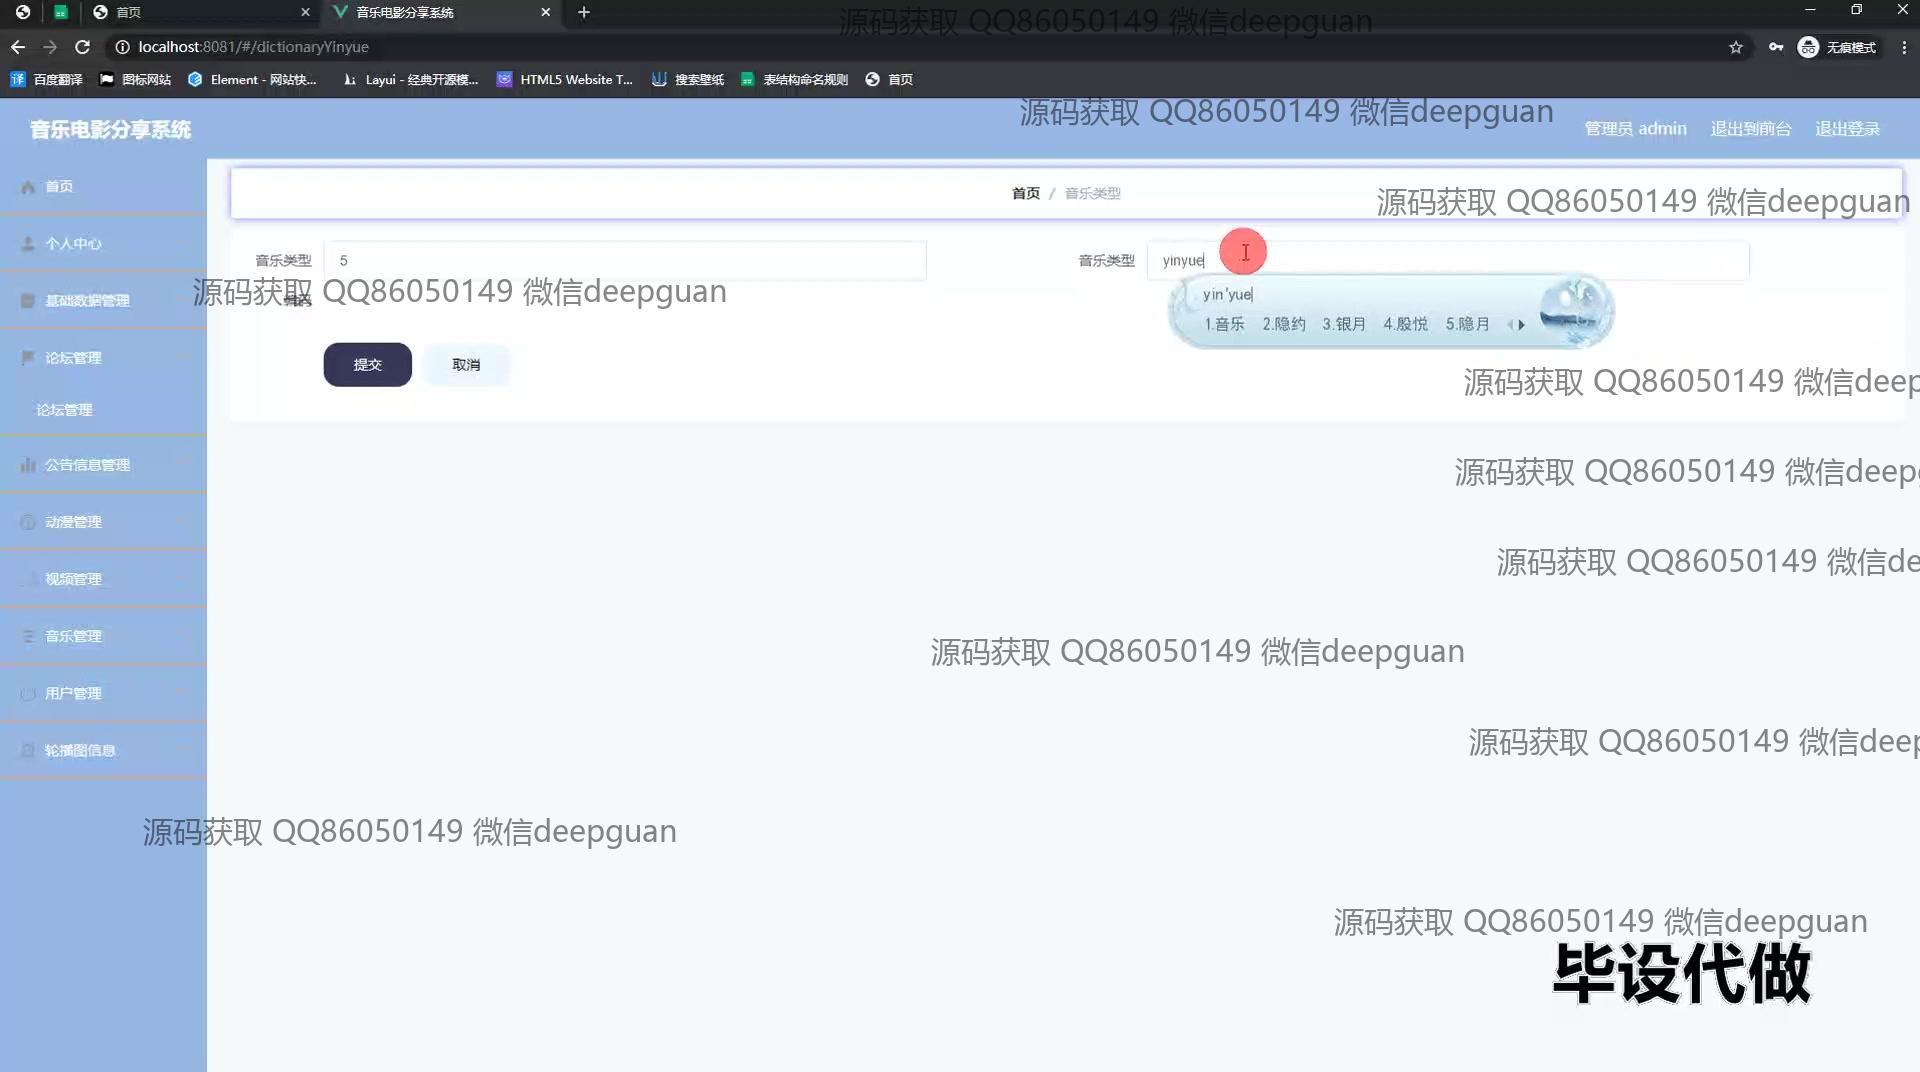 首页
音乐电影分享系统
localhost:8081/#/dictionaryYinyue
无痕模式
百度翻译
图标网站
Element - 网站快...
Layui - 经典开源模...
HTML5 Website T...
搜索壁纸
表结构命名规则
首页
源码获取 QQ86050149 微信deepguan
源码获取 QQ86050149 微信deepguan
音乐电影分享系统
管理员 admin
退出到前台
退出登录
首页 / 音乐类型
源码获取 QQ86050149 微信deepguan
首页
个人中心
基础数据管理
论坛管理
论坛管理
公告信息管理
动漫管理
视频管理
音乐管理
用户管理
轮播图信息
音乐类型编码
5
音乐类型
yinyue
yin'yue
1.音乐 2.隐约 3.银月 4.殷悦 5.隐月
源码获取 QQ86050149 微信deepguan
提交
取消
源码获取 QQ86050149 微信deep
源码获取 QQ86050149 微信deep
源码获取 QQ86050149 微信de
源码获取 QQ86050149 微信deepguan
源码获取 QQ86050149 微信deep
源码获取 QQ86050149 微信deepguan
源码获取 QQ86050149 微信deepguan
毕设代做